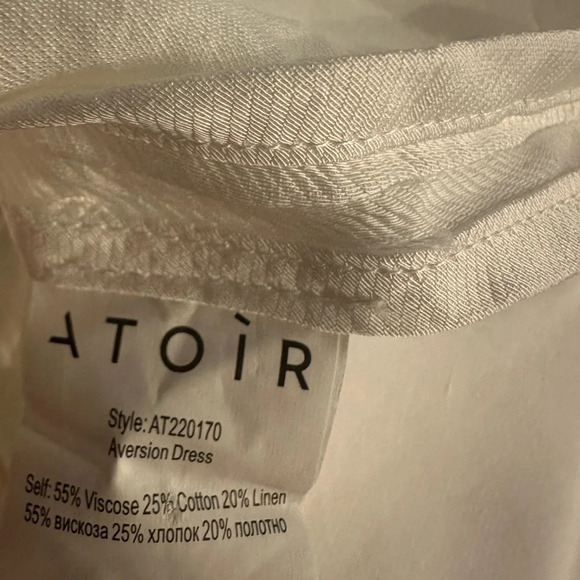 ATOÌR
Style: AT220170
Aversion Dress
Self: 55% Viscose 25% Cotton 20% Linen
55% вискоза 25% хлопок 20% полотно